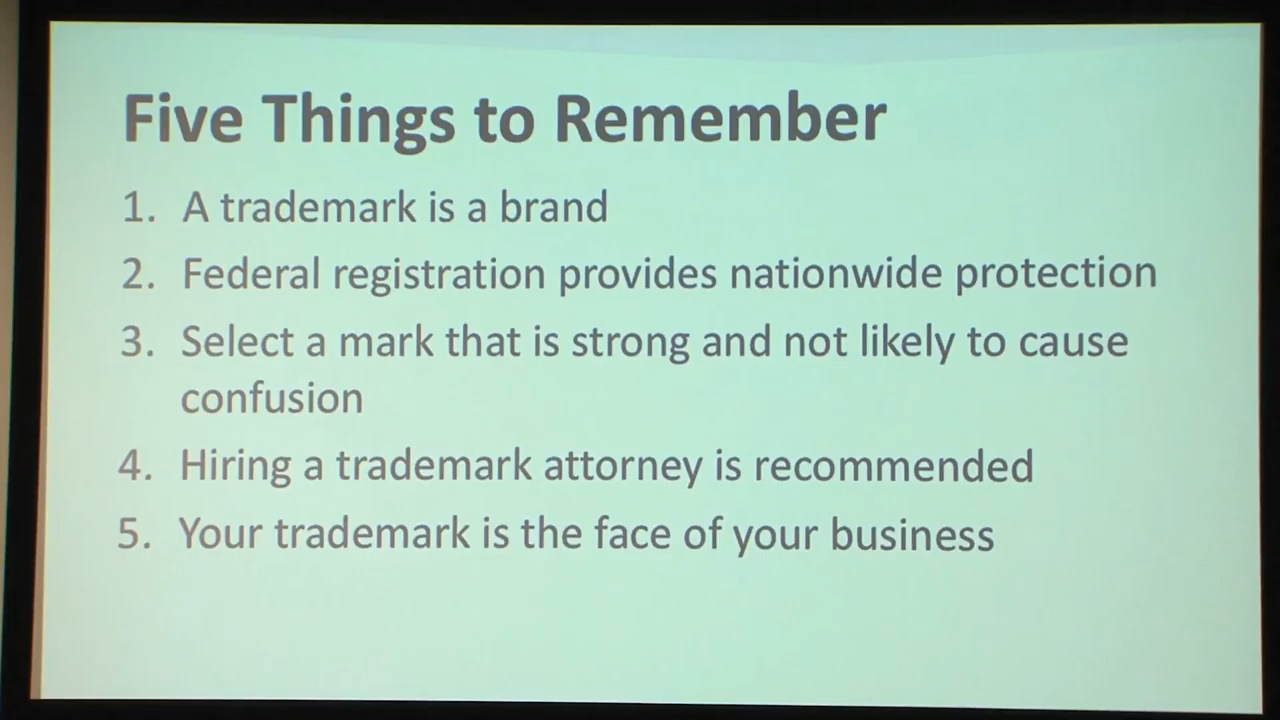 Five Things to Remember
1. A trademark is a brand
2. Federal registration provides nationwide protection
3. Select a mark that is strong and not likely to cause
confusion
4. Hiring a trademark attorney is recommended
5. Your trademark is the face of your business